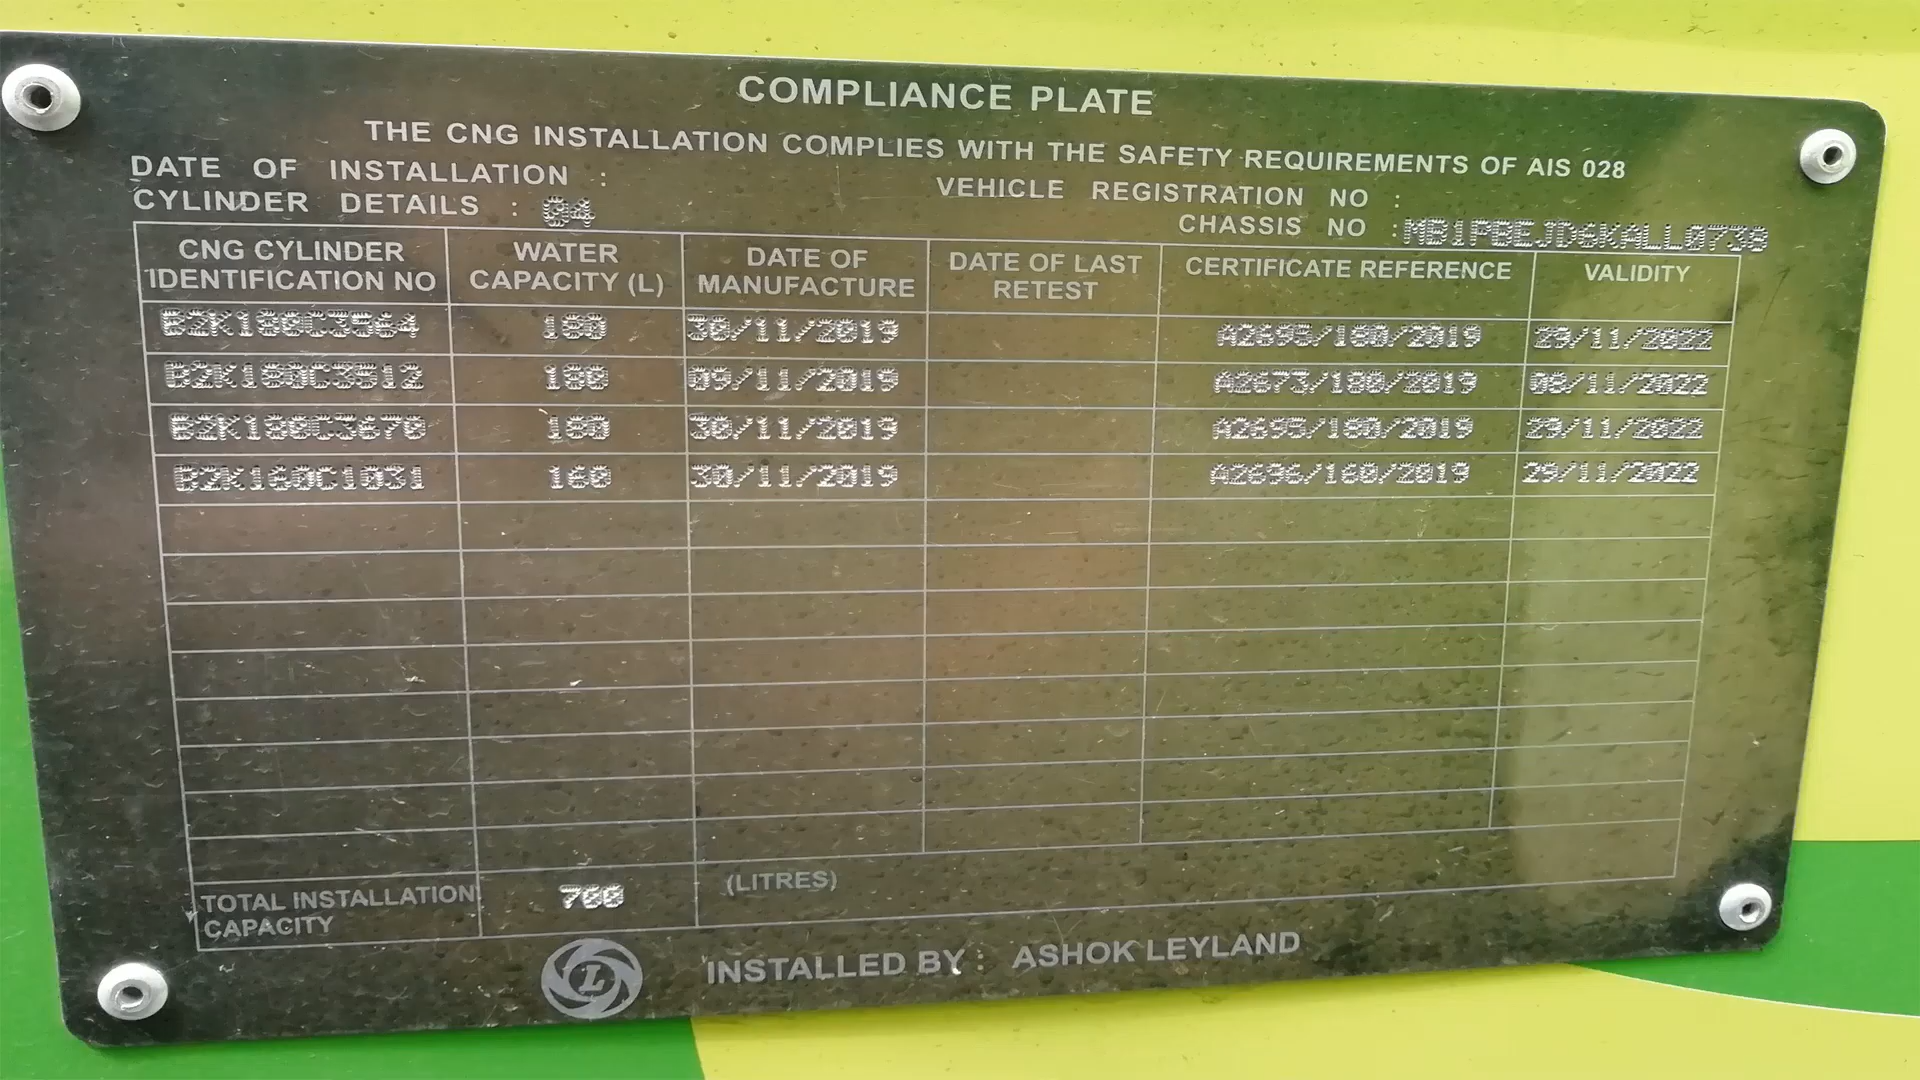 COMPLIANCE PLATE
THE CNG INSTALLATION COMPLIES WITH THE SAFETY REQUIREMENTS OF AIS 028
DATE OF INSTALLATION :
VEHICLE REGISTRATION NO :
CYLINDER DETAILS : 04
CHASSIS NO :
CNG CYLINDER IDENTIFICATION NO WATER CAPACITY (L) DATE OF MANUFACTURE DATE OF LAST RETEST CERTIFICATE REFERENCE VALIDITY
B2K180C3564 180 30/11/2019 A2695/180/2019 29/11/2022
B2K180C3512 180 09/11/2019 A2673/180/2019 08/11/2022
B2K180C3670 180 30/11/2019 A2695/180/2019 29/11/2022
B2K160C1031 160 30/11/2019 A2696/160/2019 29/11/2022
TOTAL INSTALLATION CAPACITY 700 (LITRES)
L INSTALLED BY : ASHOK LEYLAND